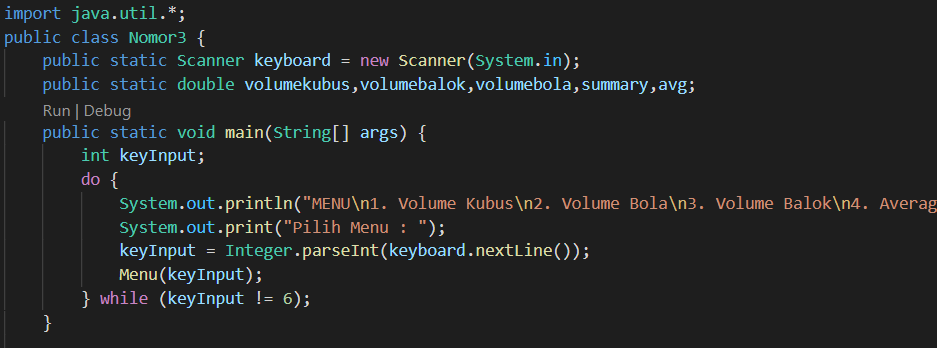 import java.util.*;
public class Nomor3 {
public static Scanner keyboard = new Scanner(System.in);
public static double volumekubus,volumebalok,volumebola,summary,avg;
Run | Debug
public static void main(String[] args) {
int keyInput;
do {
System.out.println("MENU\n1. Volume Kubus\n2. Volume Bola\n3. Volume Balok\n4. Averag
System.out.print("Pilih Menu : ");
keyInput = Integer.parseInt(keyboard.nextLine());
Menu(keyInput);
} while (keyInput != 6);
}